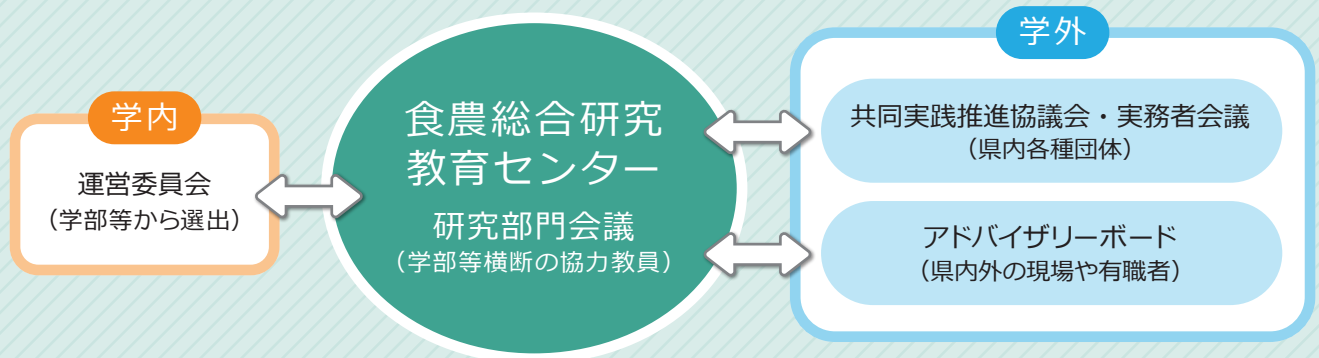 学内
運営委員会
（学部等から選出）
食農総合研究
教育センター
研究部門会議
（学部等横断の協力教員）
学外
共同実践推進協議会・実務者会議
（県内各種団体）
アドバイザリーボード
（県内外の現場や有職者）